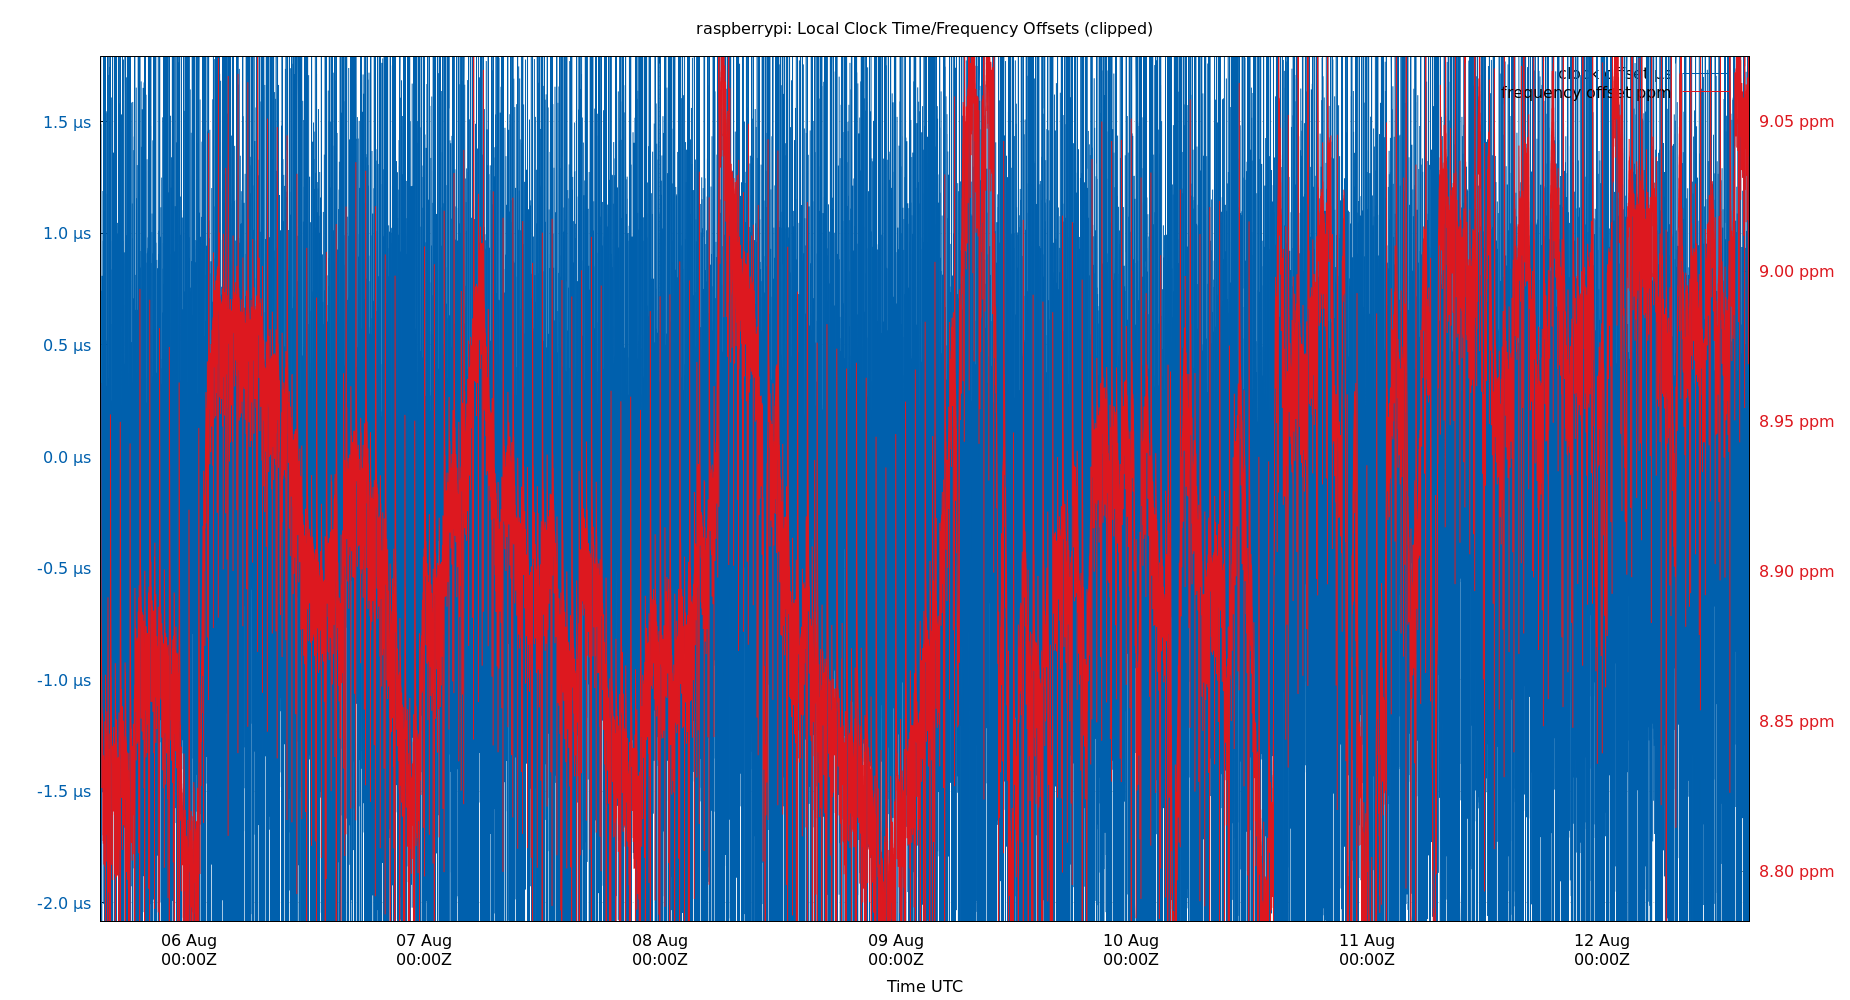 raspberrypi: Local Clock Time/Frequency Offsets (clipped)
clock offset µs
frequency offset ppm
1.5 µs
1.0 µs
0.5 µs
0.0 µs
-0.5 µs
-1.0 µs
-1.5 µs
-2.0 µs
9.05 ppm
9.00 ppm
8.95 ppm
8.90 ppm
8.85 ppm
8.80 ppm
06 Aug 07 Aug 08 Aug 09 Aug 10 Aug 11 Aug 12 Aug
00:00Z 00:00Z 00:00Z 00:00Z 00:00Z 00:00Z 00:00Z
Time UTC